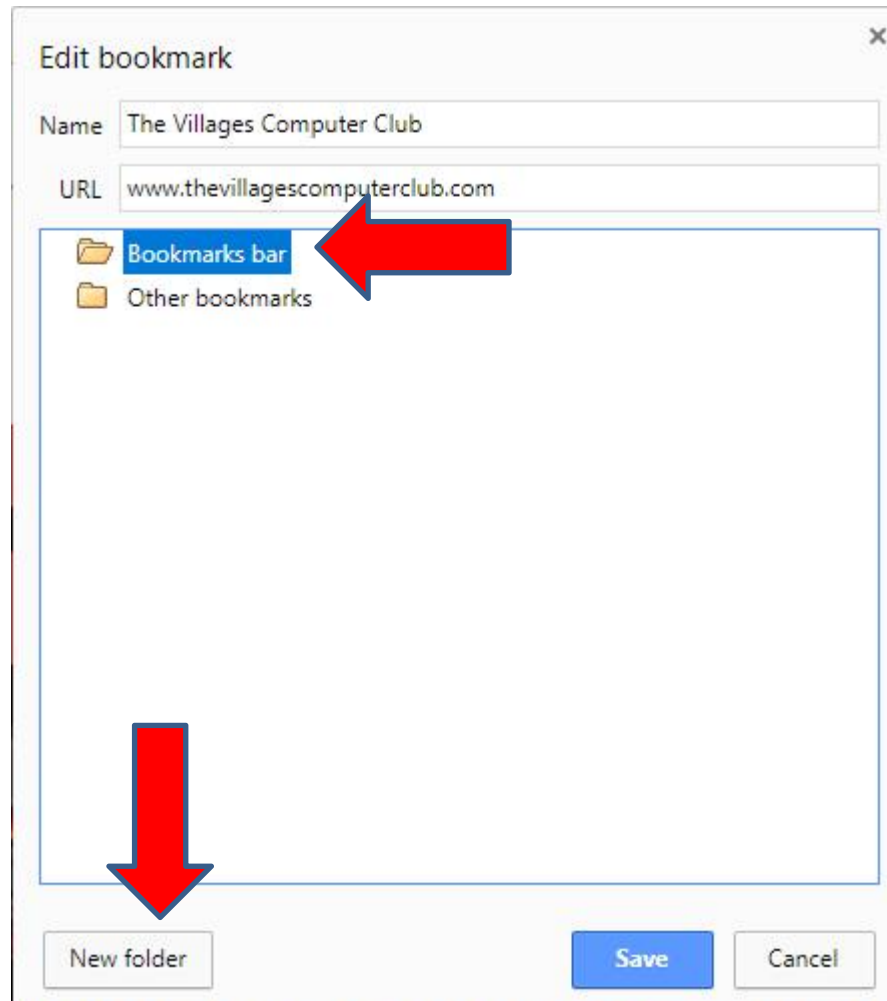 Edit bookmark
Name The Villages Computer Club
URL www.thevillagescomputerclub.com
Bookmarks bar
Other bookmarks
New folder Save Cancel